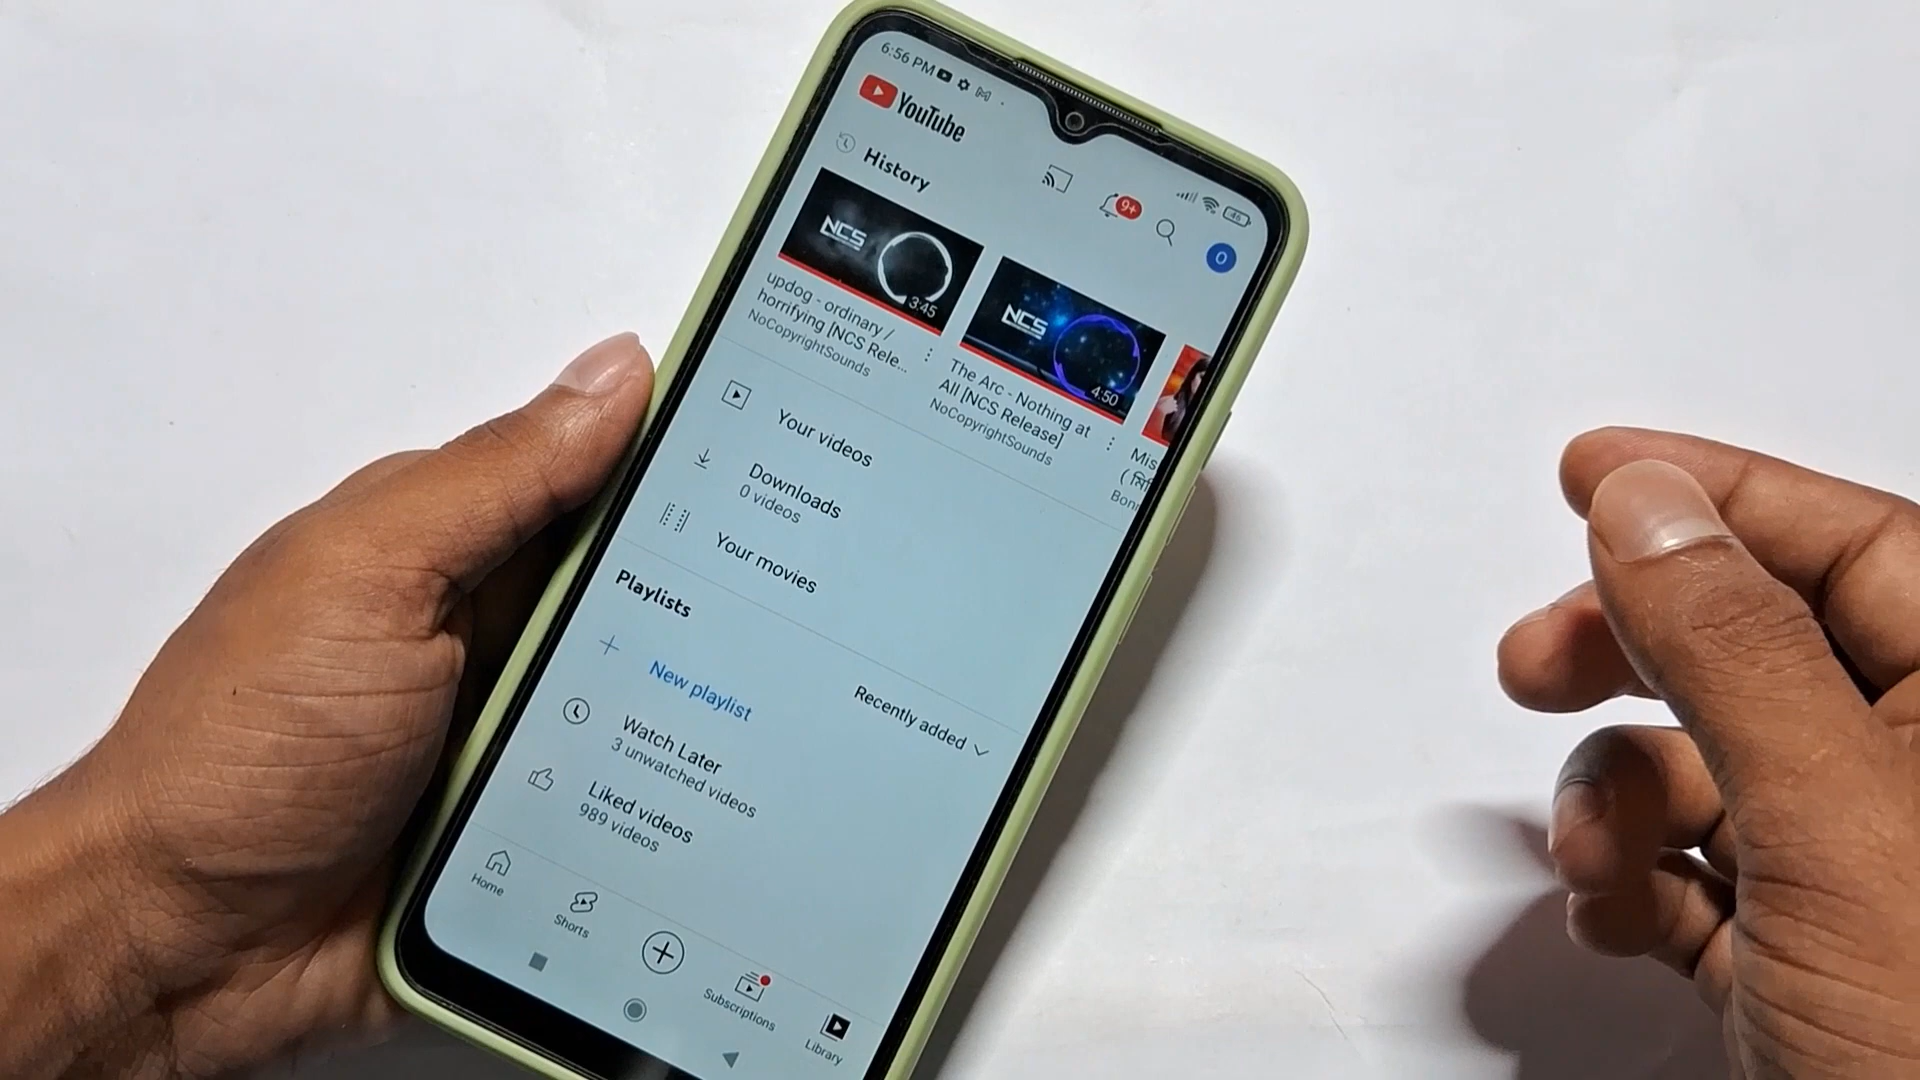 6:56 PM
46
YouTube
9+
0
History
NCS
3:45
NCS
4:50
updog - ordinary /
horrifying [NCS Rele...
NoCopyrightSounds
The Arc - Nothing at
All [NCS Release]
NoCopyrightSounds
Mis
Your videos
Downloads
0 videos
Your movies
Playlists
Recently added
New playlist
Watch Later
3 unwatched videos
Liked videos
989 videos
Home
Shorts
Subscriptions
Library